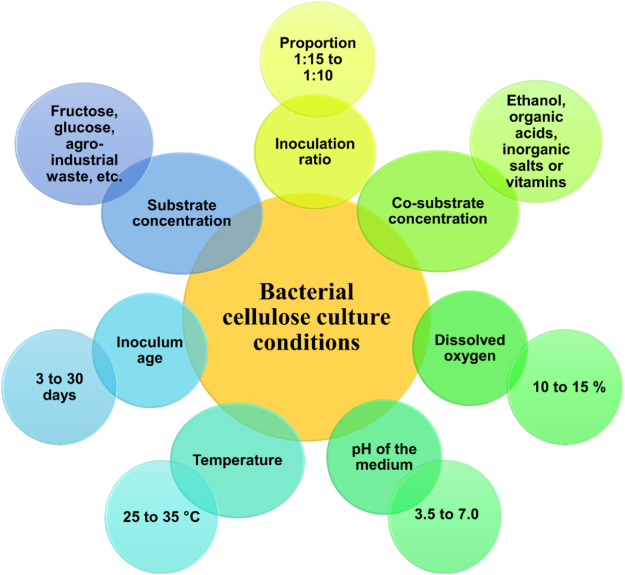 Proportion
1:15 to
1:10
Inoculation
ratio
Ethanol,
organic
acids,
inorganic
salts or
vitamins
Co-substrate
concentration
Dissolved
oxygen
10 to 15 %
pH of the
medium
3.5 to 7.0
Temperature
25 to 35 °C
Inoculum
age
3 to 30
days
Substrate
concentration
Fructose,
glucose,
agro-
industrial
waste, etc.
Bacterial
cellulose culture
conditions